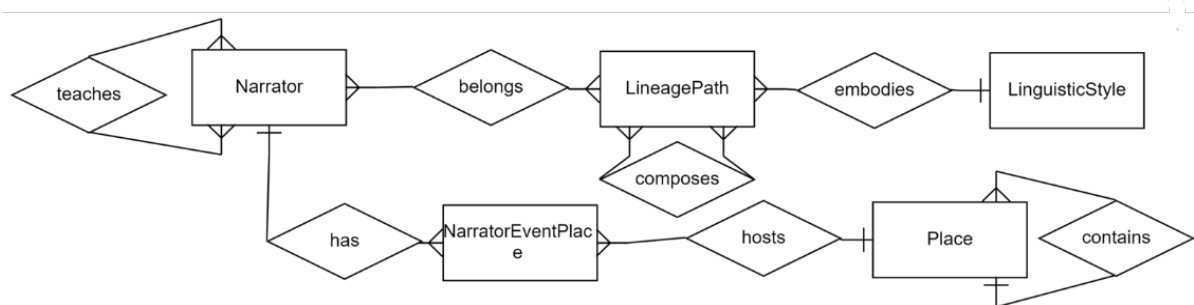 teaches
Narrator
belongs
LineagePath
embodies
LinguisticStyle
composes
has
NarratorEventPlac
e
hosts
Place
contains